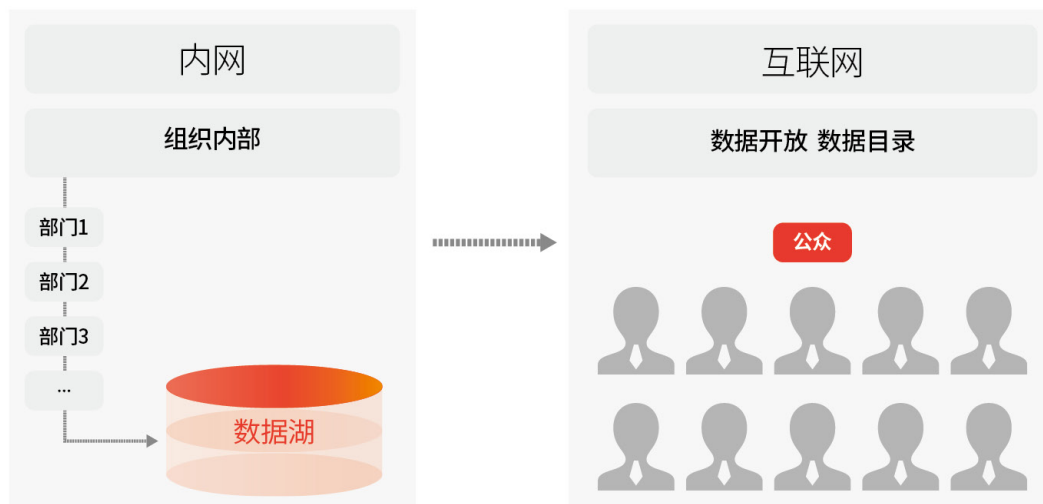 内网
组织内部
部门1
部门2
部门3
...
数据湖
互联网
数据开放 数据目录
公众